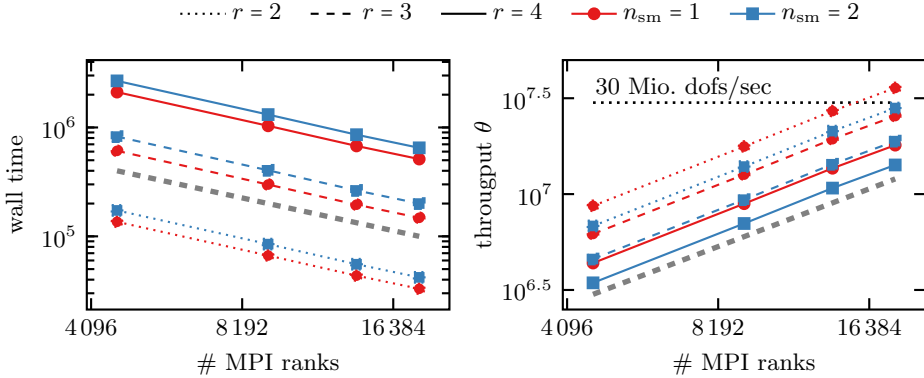 r = 2 r = 3 r = 4 n_sm = 1 n_sm = 2
10^6
10^5
wall time
4 096 8 192 16 384
# MPI ranks
30 Mio. dofs/sec
10^7.5
10^7
10^6.5
througput θ
4 096 8 192 16 384
# MPI ranks